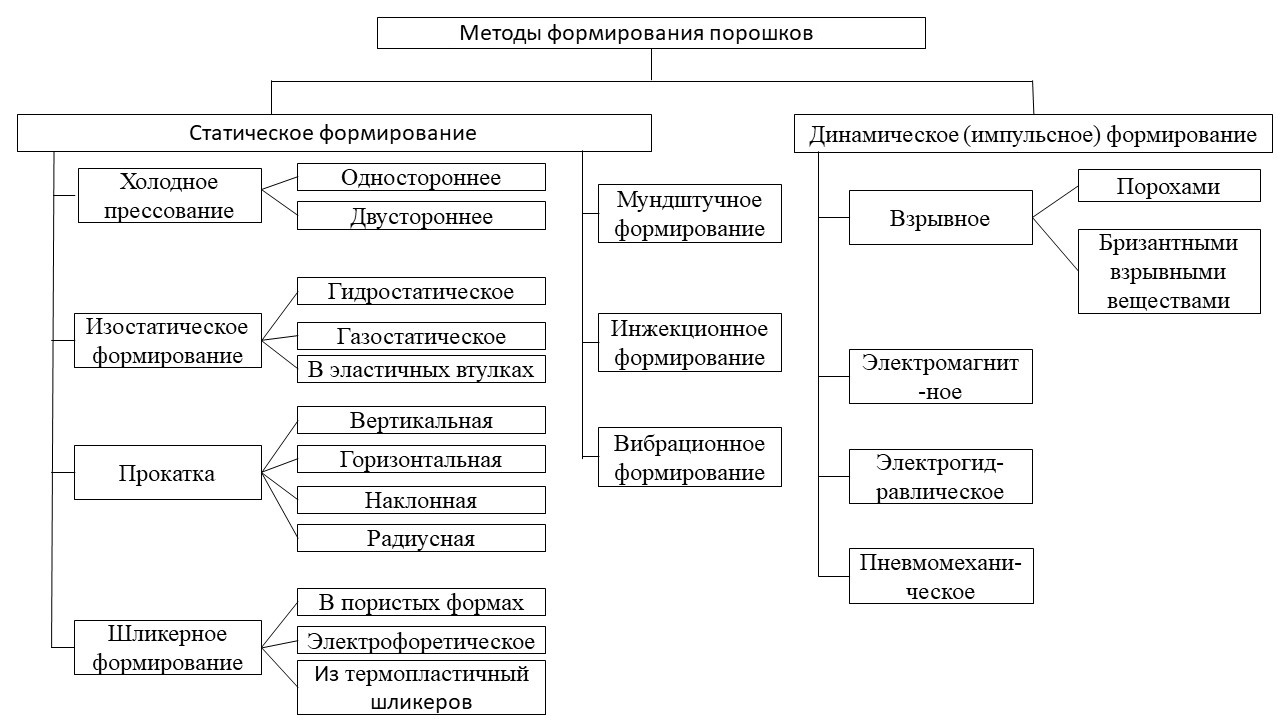 Методы формирования порошков
Статическое формирование
Холодное
прессование
Одностороннее
Двустороннее
Изостатическое
формирование
Гидростатическое
Газостатическое
В эластичных втулках
Прокатка
Вертикальная
Горизонтальная
Наклонная
Радиусная
Шликерное
формирование
В пористых формах
Электрофоретическое
Из термопластичный
шликеров
Мундштучное
формирование
Инжекционное
формирование
Вибрационное
формирование
Динамическое (импульсное) формирование
Взрывное
Порохами
Бризантными
взрывными
веществами
Электромагнит
-ное
Электрогид-
равлическое
Пневмомехани-
ческое